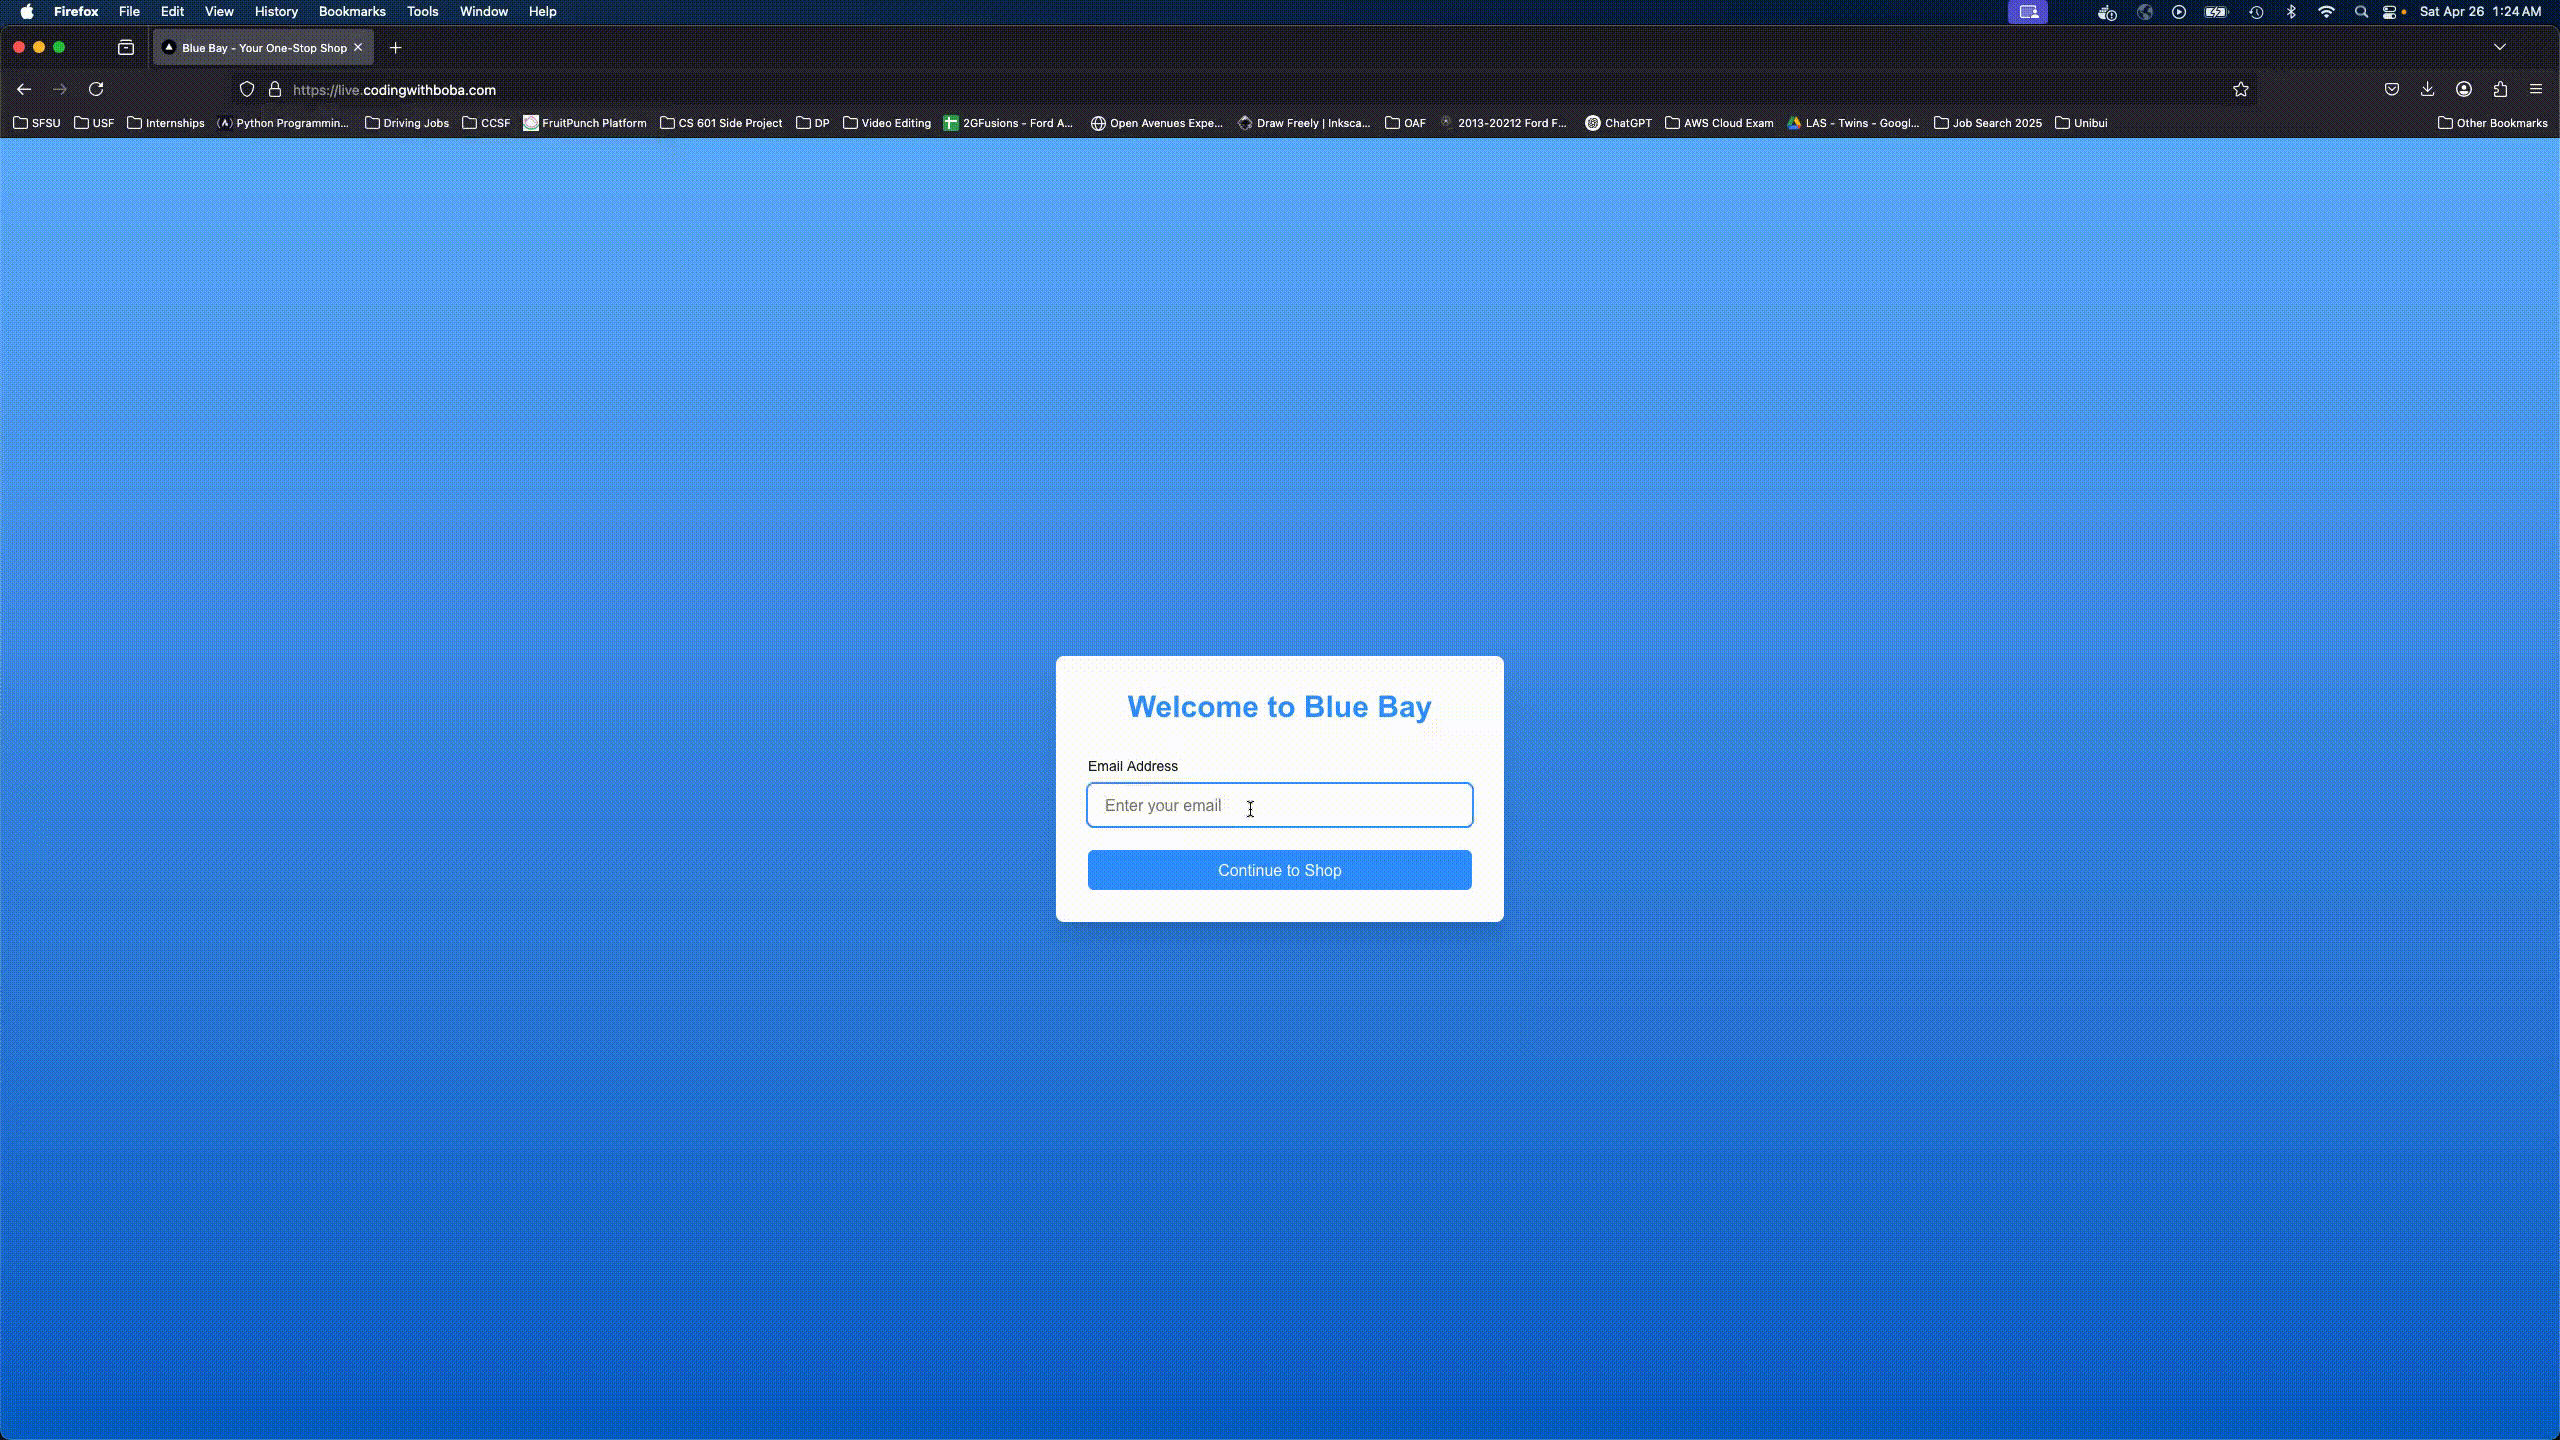 Firefox File Edit View History Bookmarks Tools Window Help Sat Apr 26 1:24 AM
Blue Bay - Your One-Stop Shop
https://live.codingwithboba.com
SFSU USF Internships Python Programmin... Driving Jobs CCSF FruitPunch Platform CS 601 Side Project DP Video Editing 2GFusions - Ford A... Open Avenues Expe... Draw Freely | Inksca... OAF 2013-20212 Ford F... ChatGPT AWS Cloud Exam LAS - Twins - Googl... Job Search 2025 Unibui Other Bookmarks
Welcome to Blue Bay
Email Address
Enter your email
Continue to Shop